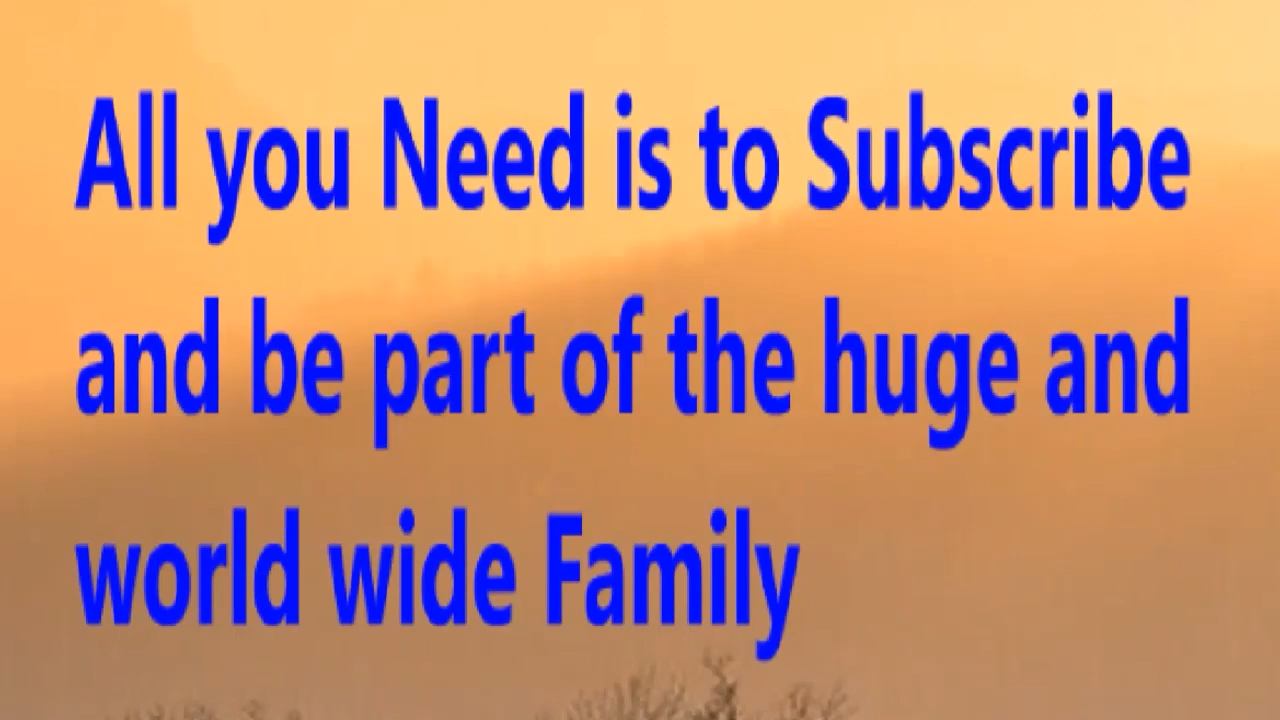 All you Need is to Subscribe
and be part of the huge and
world wide Family